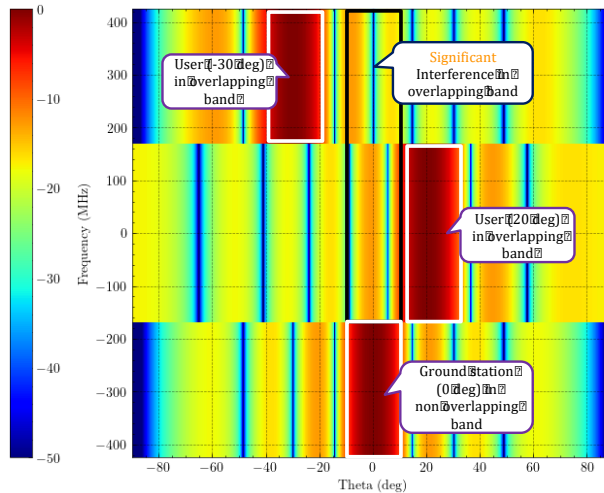 0
−10
−20
−30
−40
−50
400
300
200
100
0
−100
−200
−300
−400
Frequency (MHz)
−80
−60
−40
−20
0
20
40
60
80
Theta (deg)
User (-30 deg)
in overlapping
band
Significant
Interference in
overlapping band
User (20 deg)
in overlapping
band
Ground station
(0 deg) in
non overlapping
band